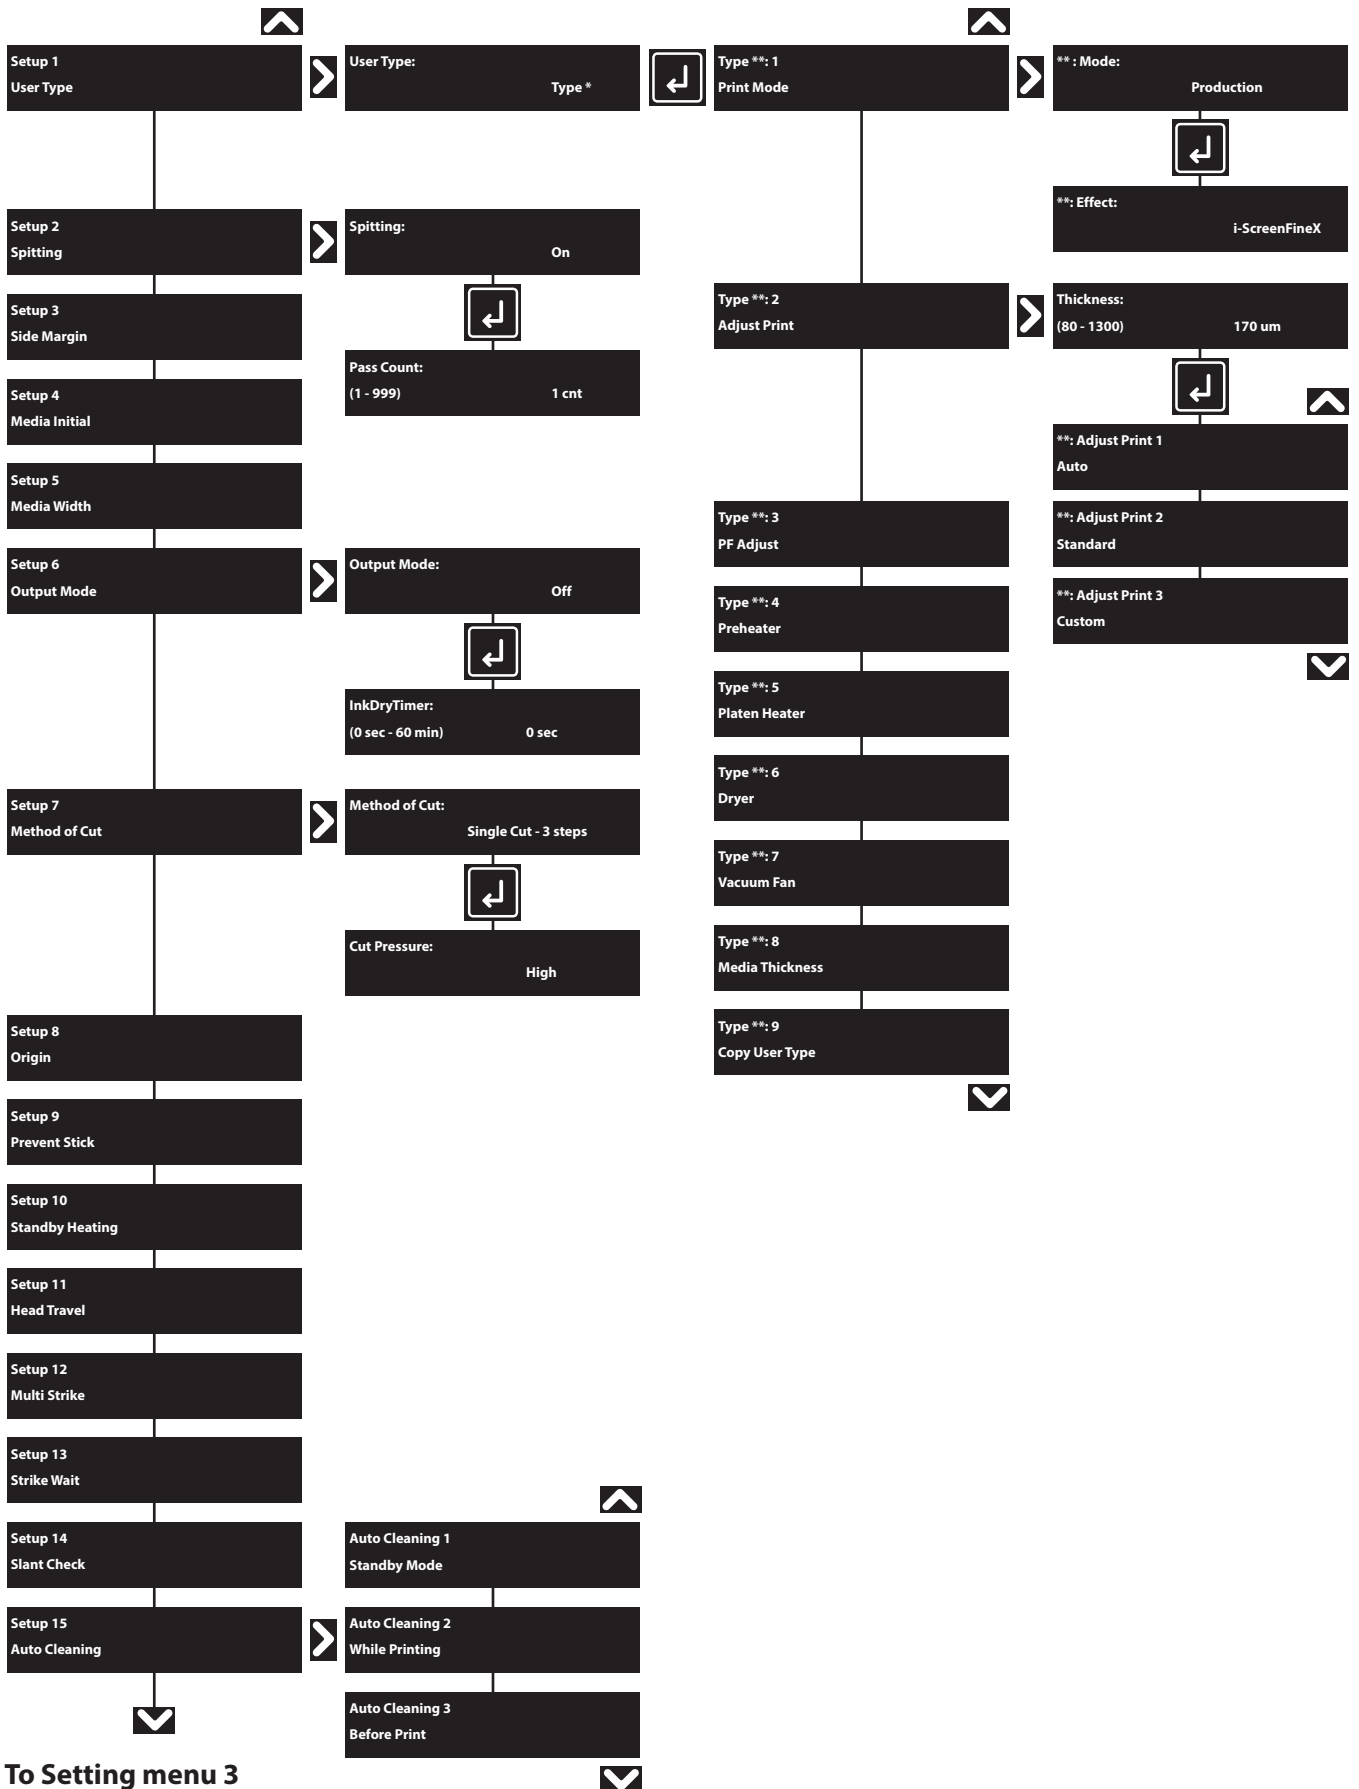 Setup 1
User Type
User Type:
Type *
Type **: 1
Print Mode
** : Mode:
Production
**: Effect:
i-ScreenFineX
Setup 2
Spitting
Spitting:
On
Pass Count:
(1 - 999) 1 cnt
Setup 3
Side Margin
Setup 4
Media Initial
Setup 5
Media Width
Type **: 2
Adjust Print
Thickness:
(80 - 1300) 170 um
**: Adjust Print 1
Auto
**: Adjust Print 2
Standard
**: Adjust Print 3
Custom
Setup 6
Output Mode
Output Mode:
Off
InkDryTimer:
(0 sec - 60 min) 0 sec
Type **: 3
PF Adjust
Type **: 4
Preheater
Type **: 5
Platen Heater
Type **: 6
Dryer
Type **: 7
Vacuum Fan
Type **: 8
Media Thickness
Type **: 9
Copy User Type
Setup 7
Method of Cut
Method of Cut:
Single Cut - 3 steps
Cut Pressure:
High
Setup 8
Origin
Setup 9
Prevent Stick
Setup 10
Standby Heating
Setup 11
Head Travel
Setup 12
Multi Strike
Setup 13
Strike Wait
Setup 14
Slant Check
Setup 15
Auto Cleaning
Auto Cleaning 1
Standby Mode
Auto Cleaning 2
While Printing
Auto Cleaning 3
Before Print
To Setting menu 3